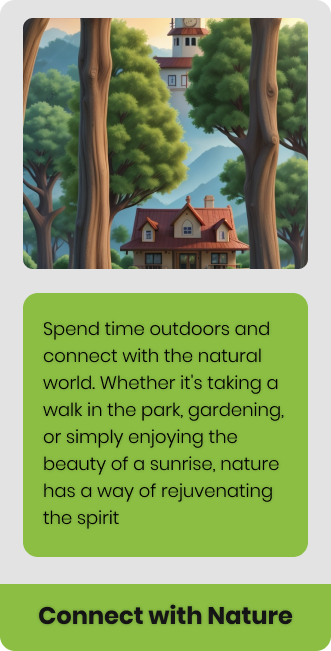 Spend time outdoors and
connect with the natural
world. Whether it's taking a
walk in the park, gardening,
or simply enjoying the
beauty of a sunrise, nature
has a way of rejuvenating
the spirit
Connect with Nature